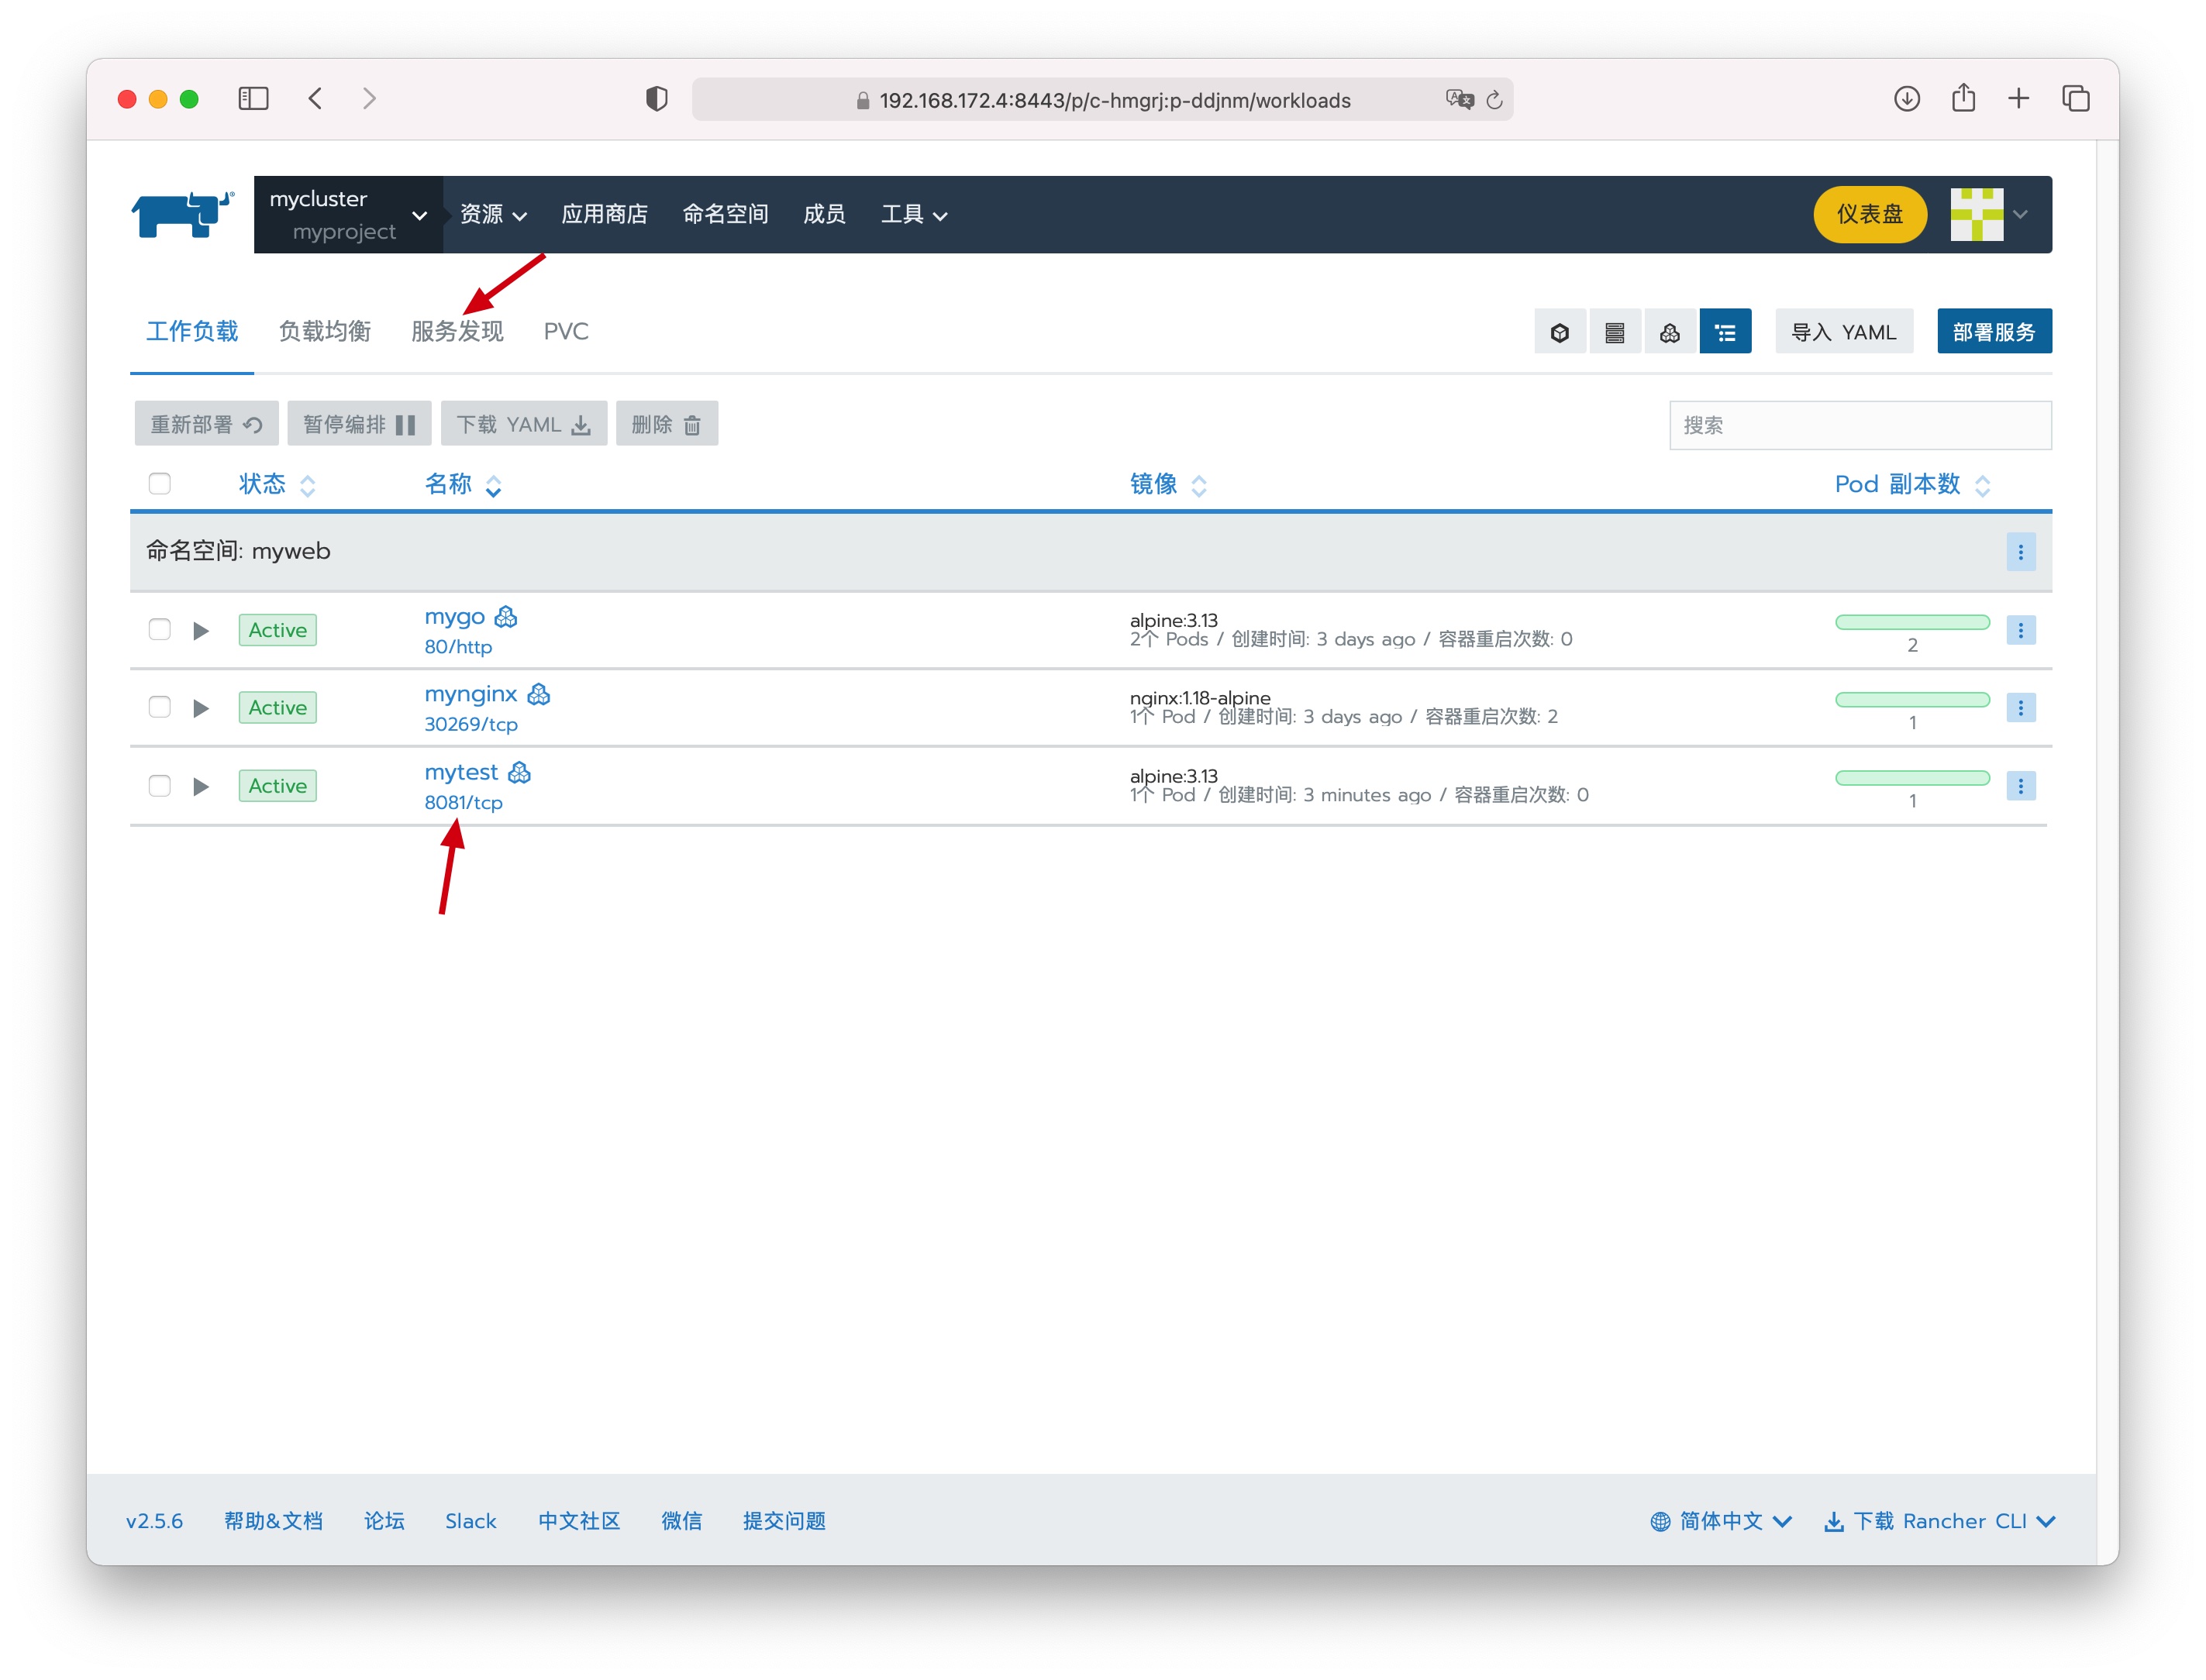 192.168.172.4:8443/p/c-hmgrj:p-ddjnm/workloads
mycluster
myproject
资源 应用商店 命名空间 成员 工具 仪表盘
工作负载 负载均衡 服务发现 PVC 导入 YAML 部署服务
重新部署 暂停编排 下载 YAML 删除 搜索
状态 名称 镜像 Pod 副本数
命名空间: myweb
Active mygo alpine:3.13
80/http 2个 Pods / 创建时间: 3 days ago / 容器重启次数: 0 2
Active mynginx nginx:1.18-alpine
30269/tcp 1个 Pod / 创建时间: 3 days ago / 容器重启次数: 2 1
Active mytest alpine:3.13
8081/tcp 1个 Pod / 创建时间: 3 minutes ago / 容器重启次数: 0 1
v2.5.6 帮助&文档 论坛 Slack 中文社区 微信 提交问题 简体中文 下载 Rancher CLI